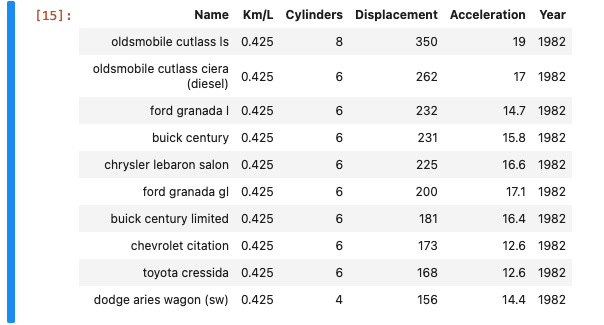 [15]:
Name Km/L Cylinders Displacement Acceleration Year
oldsmobile cutlass ls 0.425 8 350 19 1982
oldsmobile cutlass ciera
(diesel) 0.425 6 262 17 1982
ford granada l 0.425 6 232 14.7 1982
buick century 0.425 6 231 15.8 1982
chrysler lebaron salon 0.425 6 225 16.6 1982
ford granada gl 0.425 6 200 17.1 1982
buick century limited 0.425 6 181 16.4 1982
chevrolet citation 0.425 6 173 12.6 1982
toyota cressida 0.425 6 168 12.6 1982
dodge aries wagon (sw) 0.425 4 156 14.4 1982